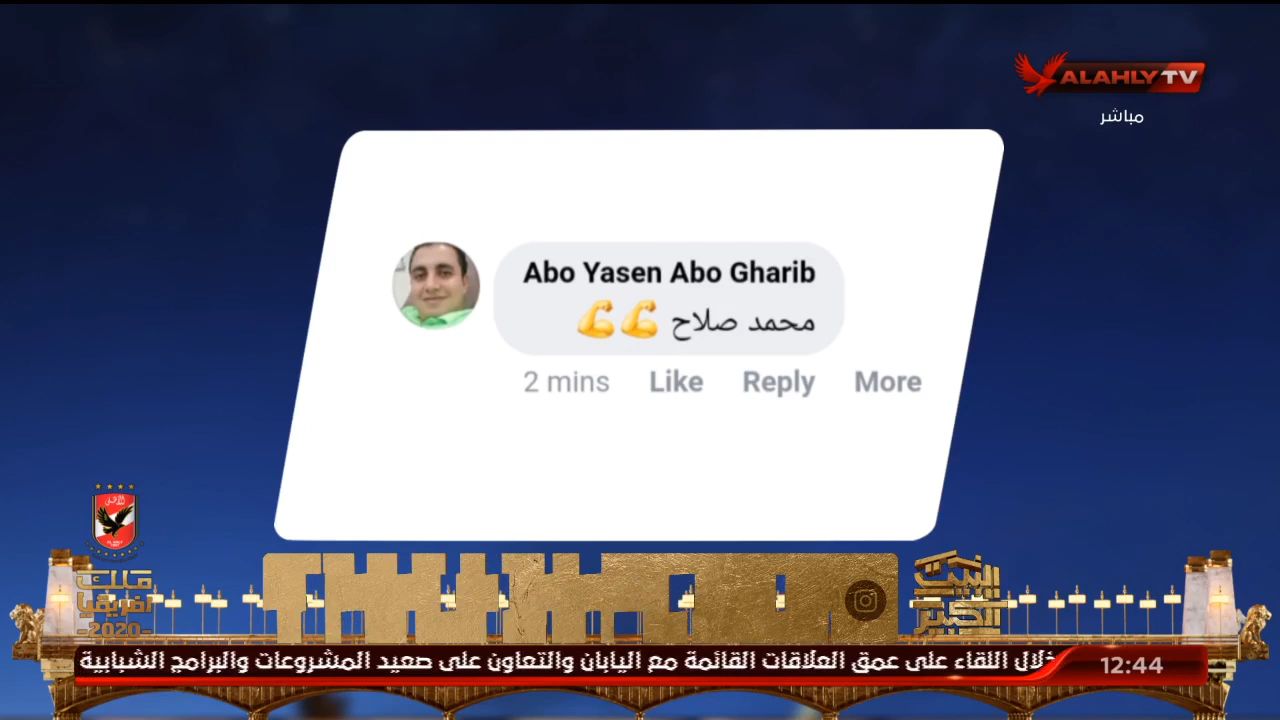 ALAHLY TV
مباشر
Abo Yasen Abo Gharib
محمد صلاح 💪💪
2 mins Like Reply More
ملك
أفريقيا
-2020-
البيت
الكبير
خلال اللقاء على عمق العلاقات القائمة مع اليابان والتعاون على صعيد المشروعات والبرامج الشبابية
12:44